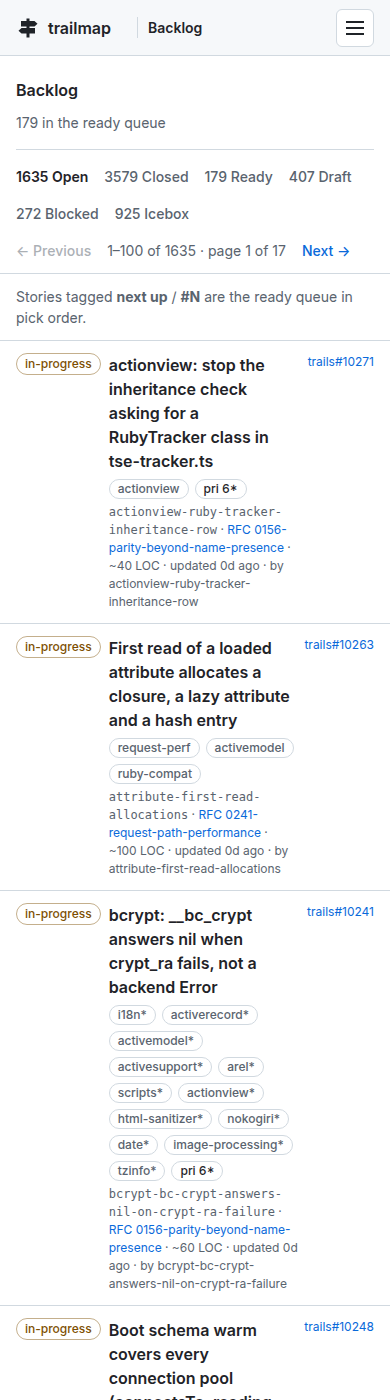 trailmap
Backlog
Backlog
179 in the ready queue
1635 Open 3579 Closed 179 Ready 407 Draft
272 Blocked 925 Icebox
← Previous 1–100 of 1635 · page 1 of 17 Next →
Stories tagged next up / #N are the ready queue in
pick order.
in-progress
actionview: stop the
inheritance check
asking for a
RubyTracker class in
tse-tracker.ts
trails#10271
actionview pri 6*
actionview-ruby-tracker-
inheritance-row · RFC 0156-
parity-beyond-name-presence ·
~40 LOC · updated 0d ago · by
actionview-ruby-tracker-
inheritance-row
in-progress
First read of a loaded
attribute allocates a
closure, a lazy attribute
and a hash entry
trails#10263
request-perf activemodel
ruby-compat
attribute-first-read-
allocations · RFC 0241-
request-path-performance ·
~100 LOC · updated 0d ago · by
attribute-first-read-allocations
in-progress
bcrypt: __bc_crypt
answers nil when
crypt_ra fails, not a
backend Error
trails#10241
i18n* activerecord*
activemodel*
activesupport* arel*
scripts* actionview*
html-sanitizer* nokogiri*
date* image-processing*
tzinfo* pri 6*
bcrypt-bc-crypt-answers-
nil-on-crypt-ra-failure ·
RFC 0156-parity-beyond-name-
presence · ~60 LOC · updated 0d
ago · by bcrypt-bc-crypt-
answers-nil-on-crypt-ra-failure
in-progress
Boot schema warm
covers every
connection pool
(connectsTo, reading
trails#10248